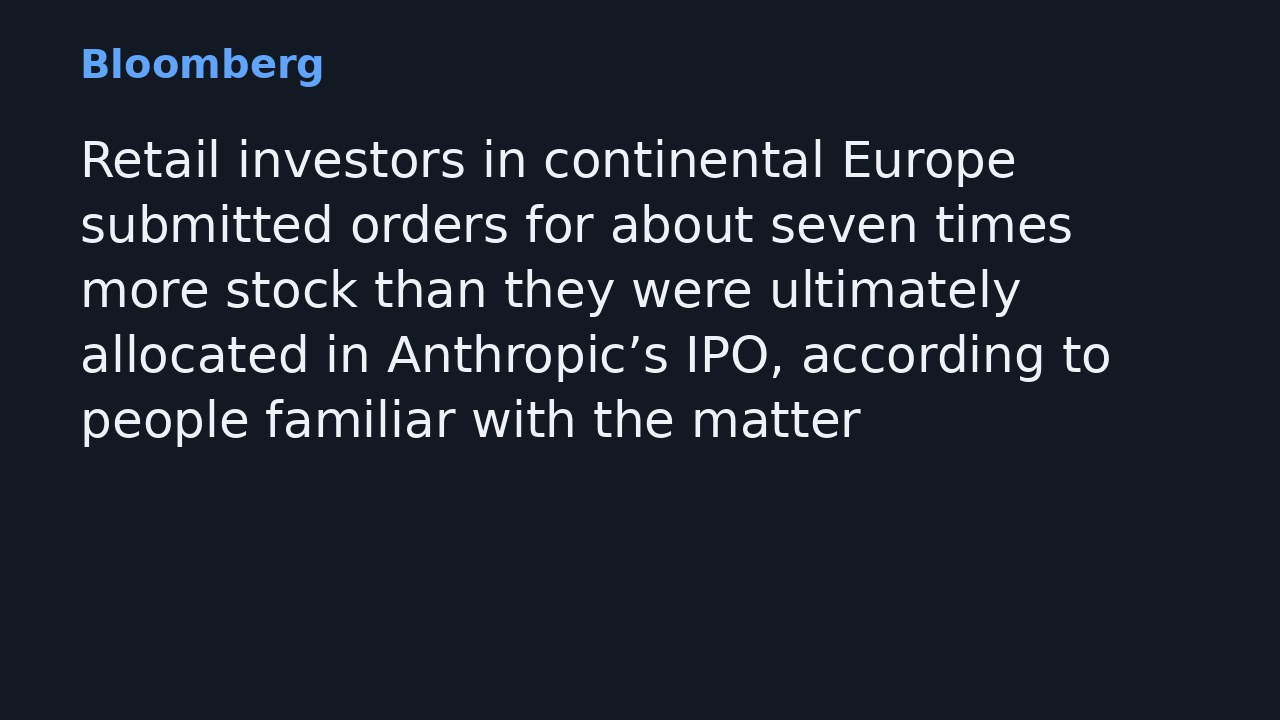 Bloomberg
Retail investors in continental Europe
submitted orders for about seven times
more stock than they were ultimately
allocated in Anthropic’s IPO, according to
people familiar with the matter